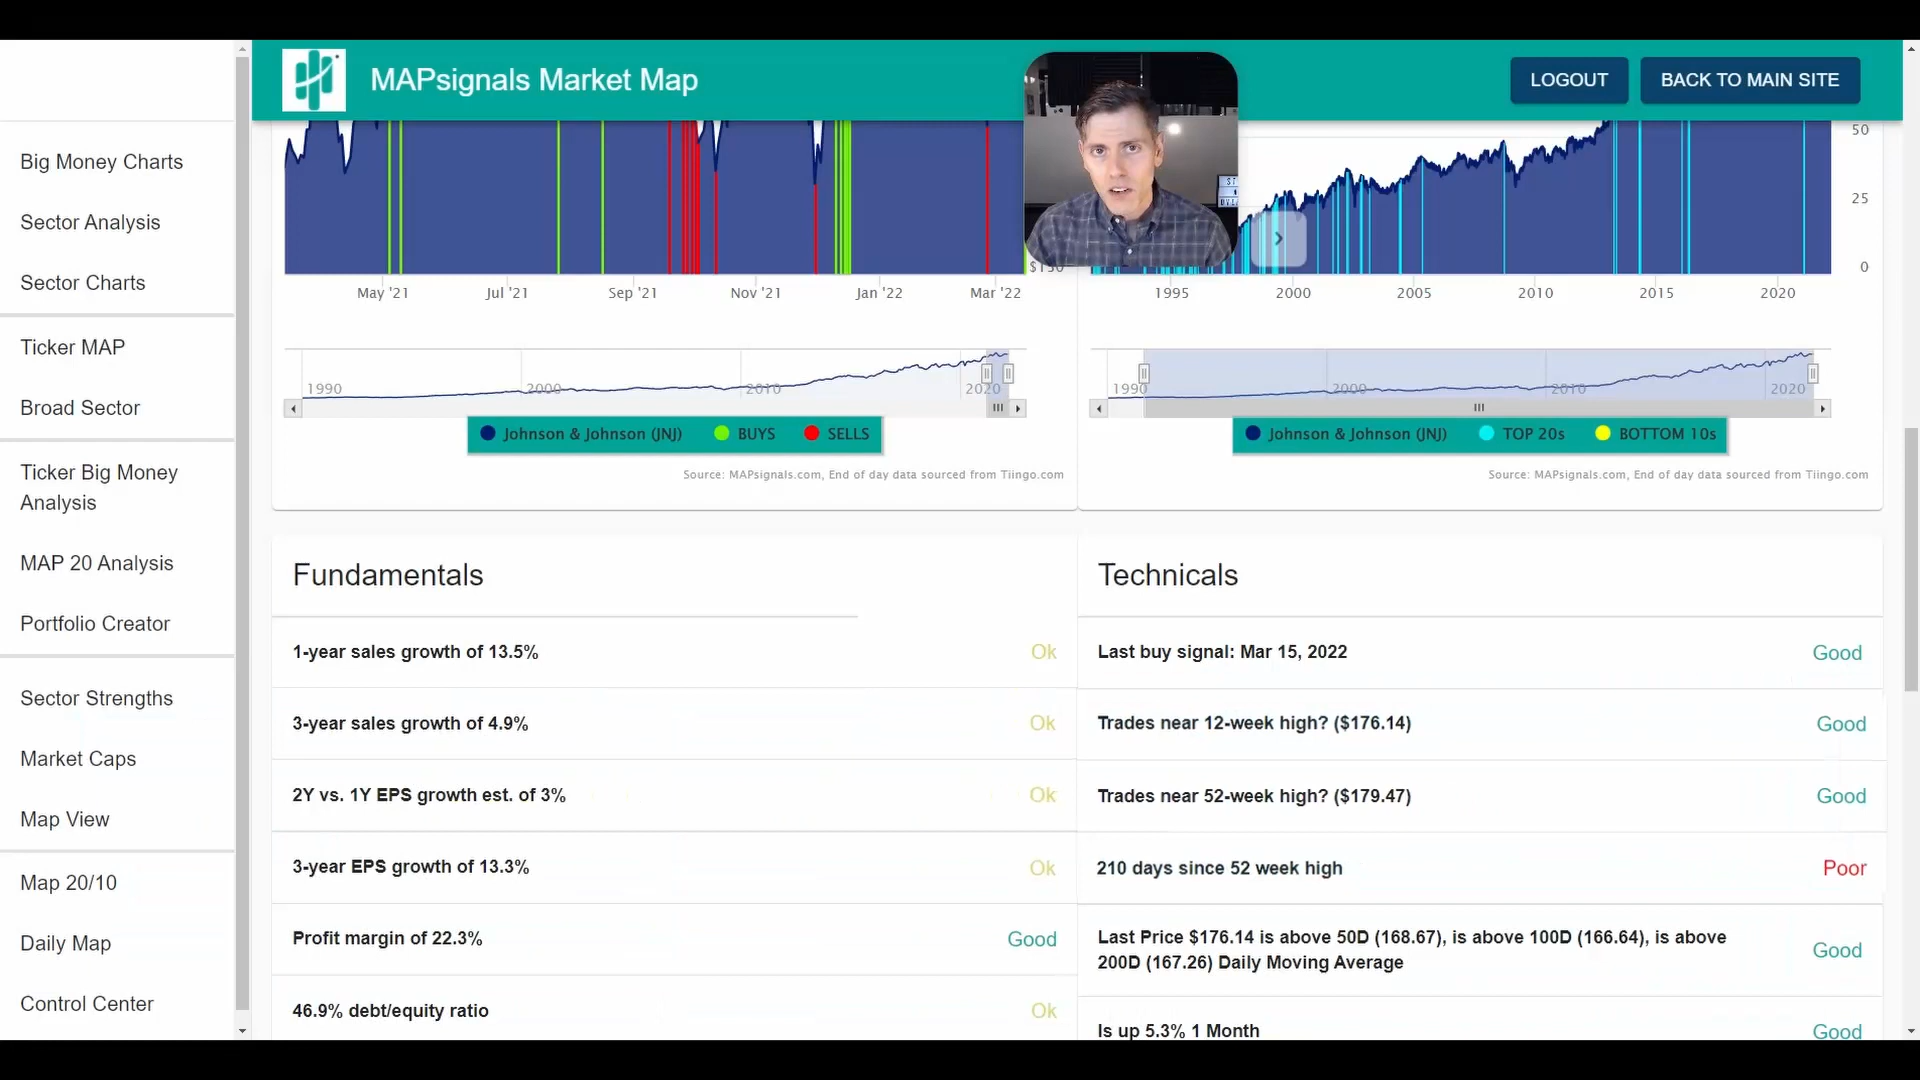 MAPsignals Market Map
LOGOUT
BACK TO MAIN SITE
Big Money Charts
Sector Analysis
Sector Charts
Ticker MAP
Broad Sector
Ticker Big Money
Analysis
MAP 20 Analysis
Portfolio Creator
Sector Strengths
Market Caps
Map View
Map 20/10
Daily Map
Control Center
May '21
Jul '21
Sep '21
Nov '21
Jan '22
Mar '22
1990
2000
2010
2020
Johnson & Johnson (JNJ)
BUYS
SELLS
Source: MAPsignals.com, End of day data sourced from Tiingo.com
50
25
0
1995
2000
2005
2010
2015
2020
1990
2000
2010
2020
Johnson & Johnson (JNJ)
TOP 20s
BOTTOM 10s
Source: MAPsignals.com, End of day data sourced from Tiingo.com
Fundamentals
1-year sales growth of 13.5% Ok
3-year sales growth of 4.9% Ok
2Y vs. 1Y EPS growth est. of 3% Ok
3-year EPS growth of 13.3% Ok
Profit margin of 22.3% Good
46.9% debt/equity ratio Ok
Technicals
Last buy signal: Mar 15, 2022 Good
Trades near 12-week high? ($176.14) Good
Trades near 52-week high? ($179.47) Good
210 days since 52 week high Poor
Last Price $176.14 is above 50D (168.67), is above 100D (166.64), is above
200D (167.26) Daily Moving Average Good
Is up 5.3% 1 Month Good